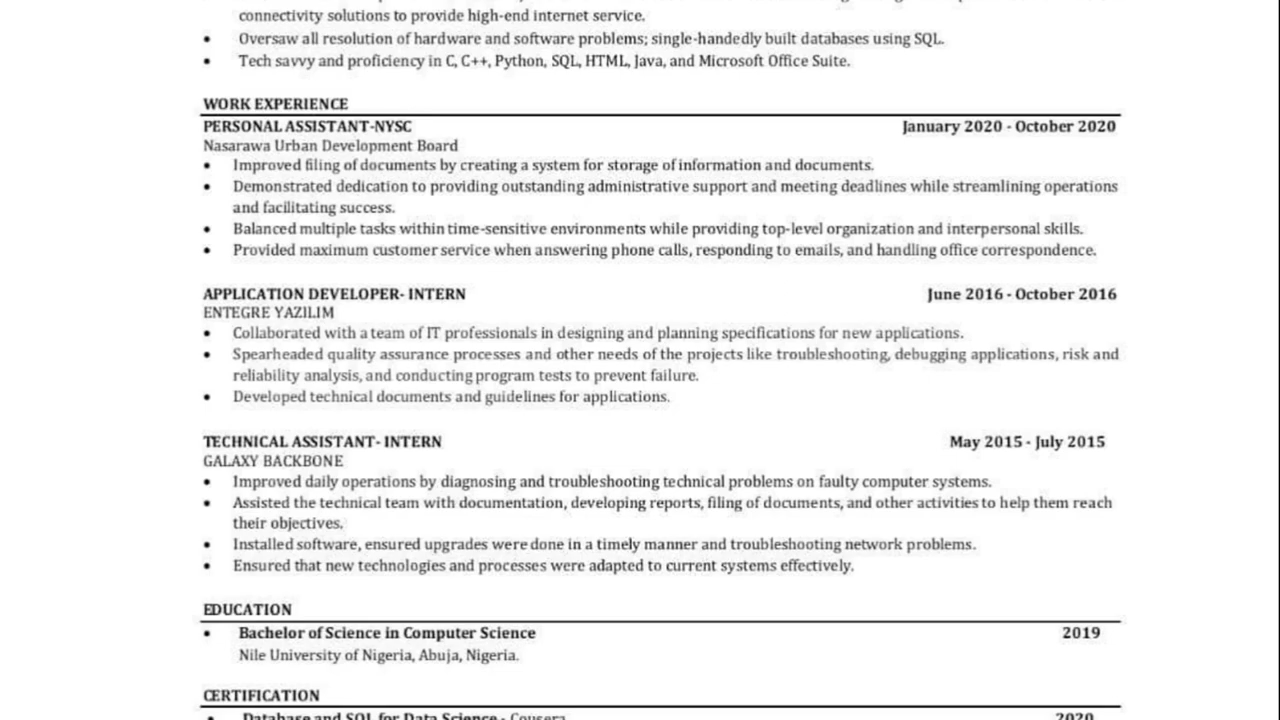 connectivity solutions to provide high-end internet service.
• Oversaw all resolution of hardware and software problems; single-handedly built databases using SQL.
• Tech savvy and proficiency in C, C++, Python, SQL, HTML, Java, and Microsoft Office Suite.
WORK EXPERIENCE
PERSONAL ASSISTANT-NYSC January 2020 - October 2020
Nasarawa Urban Development Board
• Improved filing of documents by creating a system for storage of information and documents.
• Demonstrated dedication to providing outstanding administrative support and meeting deadlines while streamlining operations
and facilitating success.
• Balanced multiple tasks within time-sensitive environments while providing top-level organization and interpersonal skills.
• Provided maximum customer service when answering phone calls, responding to emails, and handling office correspondence.
APPLICATION DEVELOPER- INTERN June 2016 - October 2016
ENTEGRE YAZILIM
• Collaborated with a team of IT professionals in designing and planning specifications for new applications.
• Spearheaded quality assurance processes and other needs of the projects like troubleshooting, debugging applications, risk and
reliability analysis, and conducting program tests to prevent failure.
• Developed technical documents and guidelines for applications.
TECHNICAL ASSISTANT- INTERN May 2015 - July 2015
GALAXY BACKBONE
• Improved daily operations by diagnosing and troubleshooting technical problems on faulty computer systems.
• Assisted the technical team with documentation, developing reports, filing of documents, and other activities to help them reach
their objectives.
• Installed software, ensured upgrades were done in a timely manner and troubleshooting network problems.
• Ensured that new technologies and processes were adapted to current systems effectively.
EDUCATION
• Bachelor of Science in Computer Science 2019
Nile University of Nigeria, Abuja, Nigeria.
CERTIFICATION
• Database and SQL for Data Science - Cousera 2020